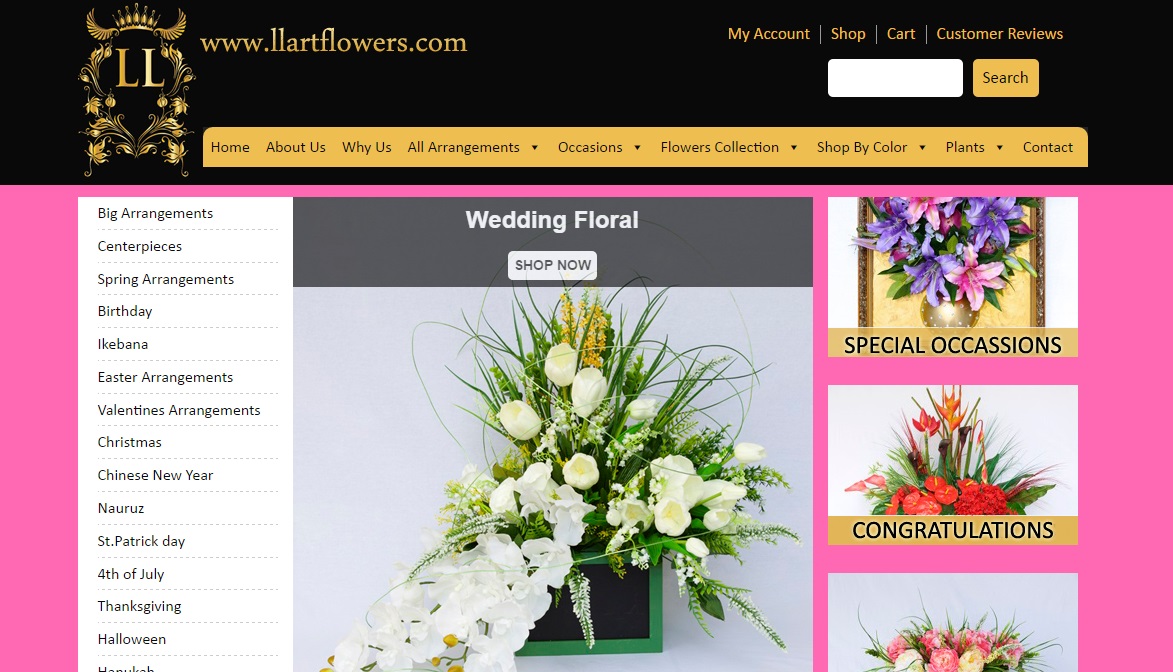 LL
www.llartflowers.com
My Account
Shop
Cart
Customer Reviews
Search
Home
About Us
Why Us
All Arrangements
Occasions
Flowers Collection
Shop By Color
Plants
Contact
Big Arrangements
Centerpieces
Spring Arrangements
Birthday
Ikebana
Easter Arrangements
Valentines Arrangements
Christmas
Chinese New Year
Nauruz
St.Patrick day
4th of July
Thanksgiving
Halloween
Hanukah
Wedding Floral
SHOP NOW
SPECIAL OCCASSIONS
CONGRATULATIONS